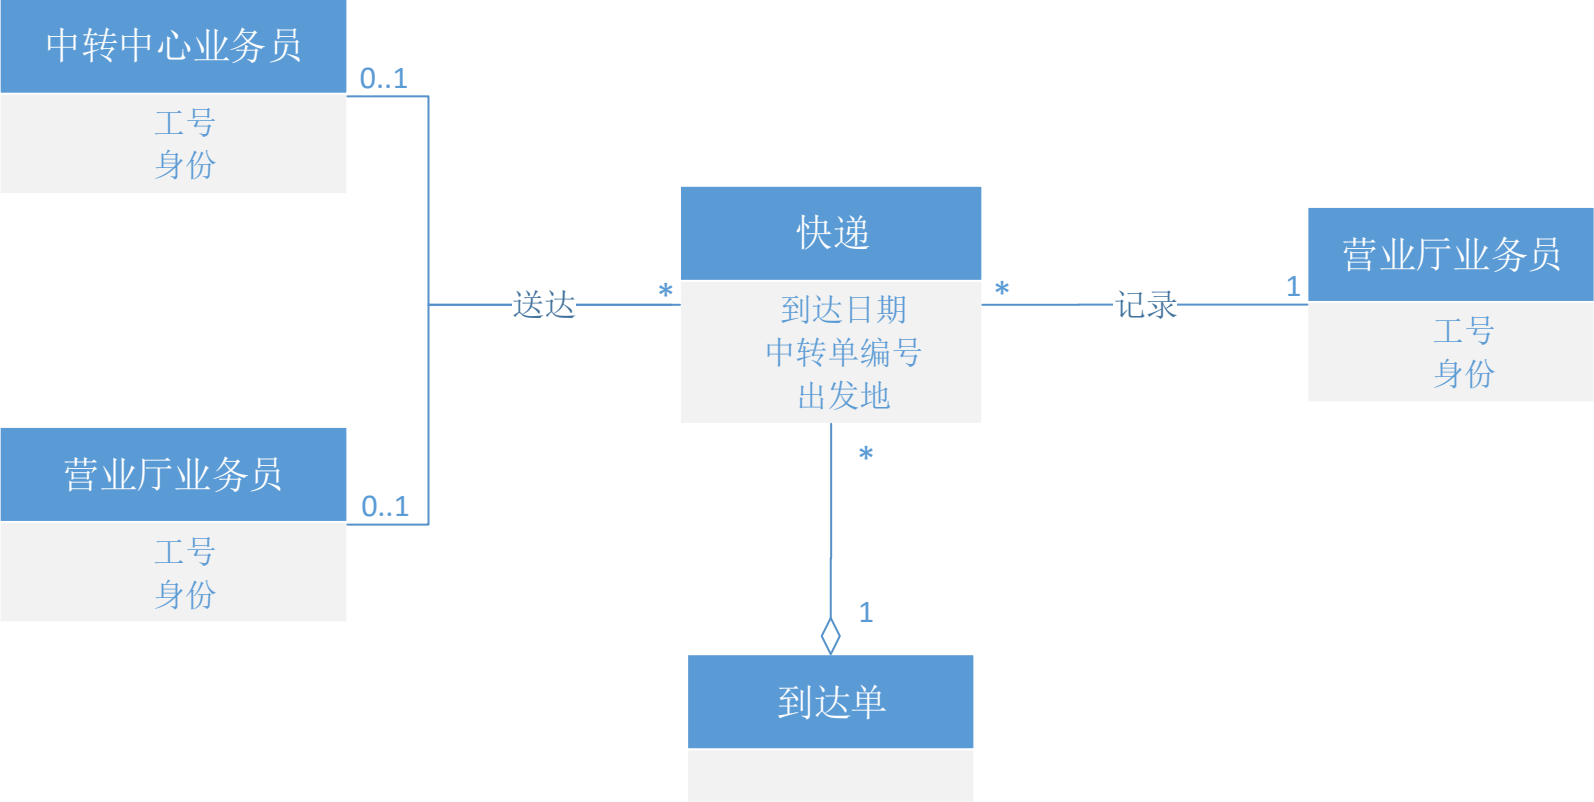 中转中心业务员
0..1
工号
身份
营业厅业务员
0..1
工号
身份
送达
*
快递
到达日期
中转单编号
出发地
*
记录
1
营业厅业务员
工号
身份
*
1
到达单